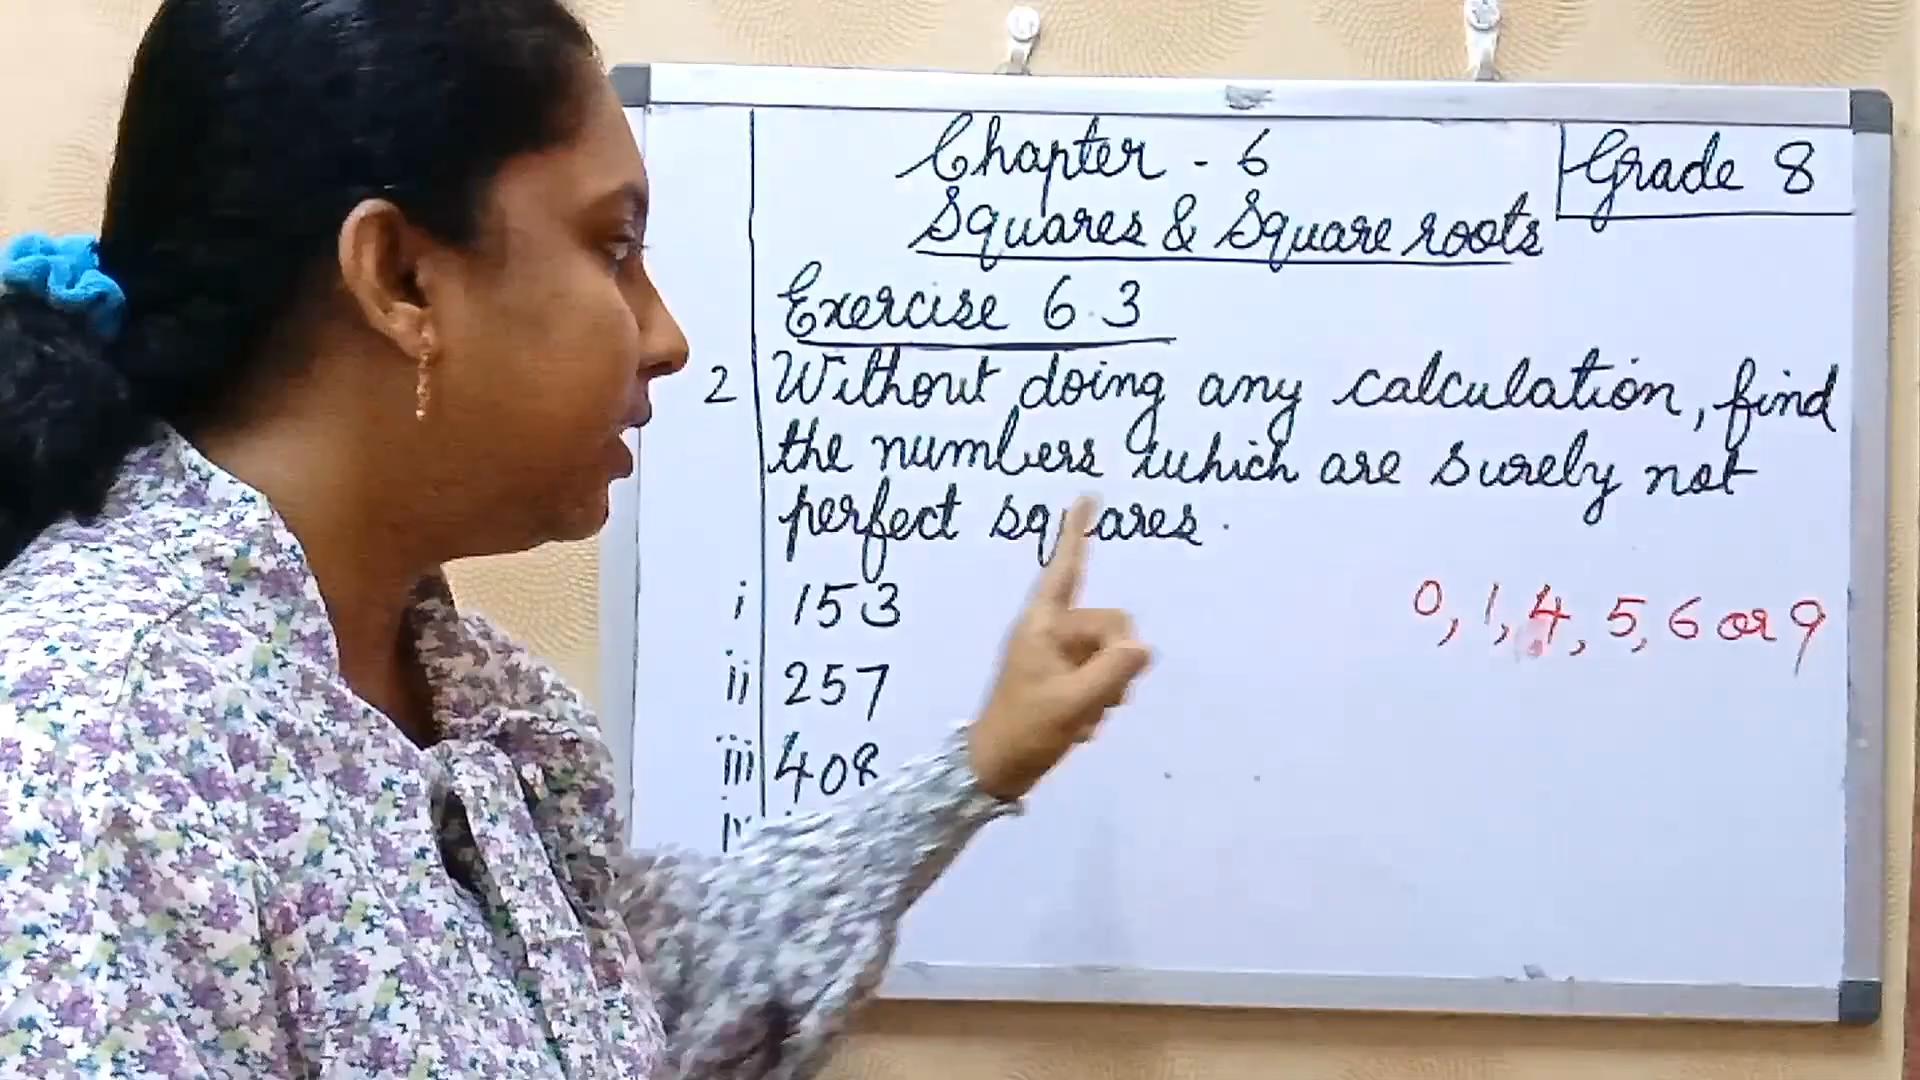 Chapter - 6
Grade 8
Squares & Square roots
Exercise 6.3
2 Without doing any calculation, find
the numbers which are surely not
perfect squares.
i 153
0, 1, 4, 5, 6 or 9
ii 257
iii 408